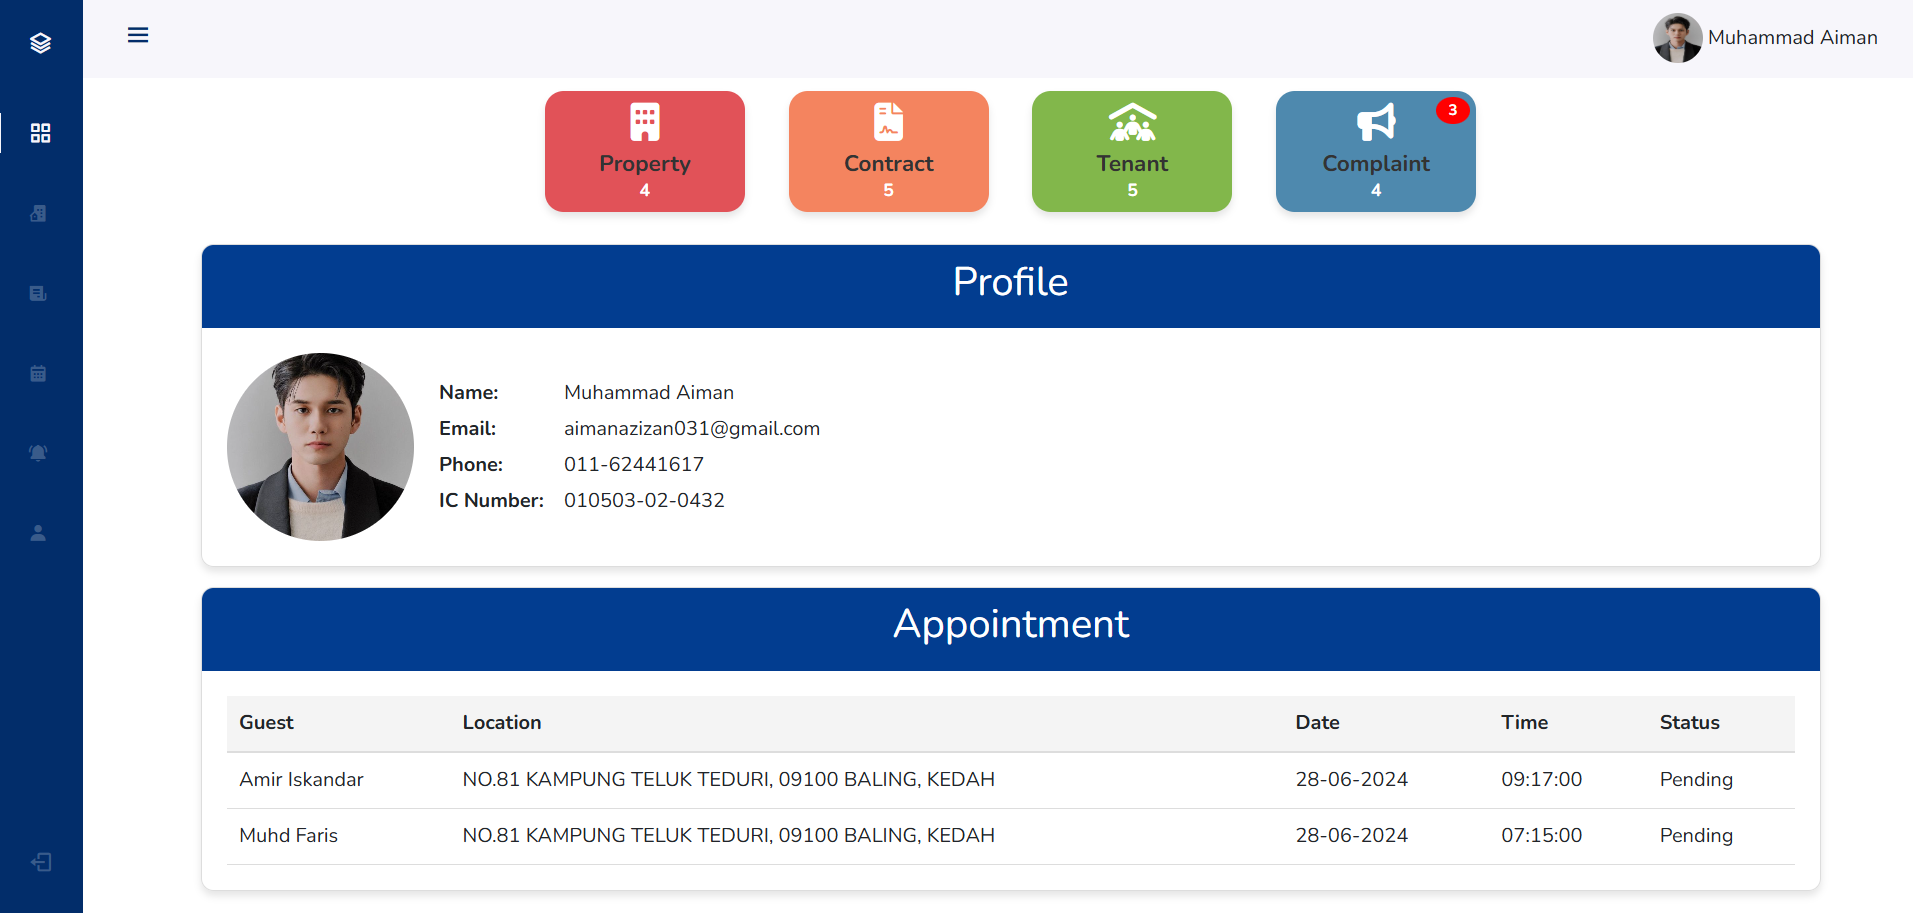 Muhammad Aiman
Property
4
Contract
5
Tenant
5
3
Complaint
4
Profile
Name: Muhammad Aiman
Email: aimanazizan031@gmail.com
Phone: 011-62441617
IC Number: 010503-02-0432
Appointment
Guest Location Date Time Status
Amir Iskandar NO.81 KAMPUNG TELUK TEDURI, 09100 BALING, KEDAH 28-06-2024 09:17:00 Pending
Muhd Faris NO.81 KAMPUNG TELUK TEDURI, 09100 BALING, KEDAH 28-06-2024 07:15:00 Pending